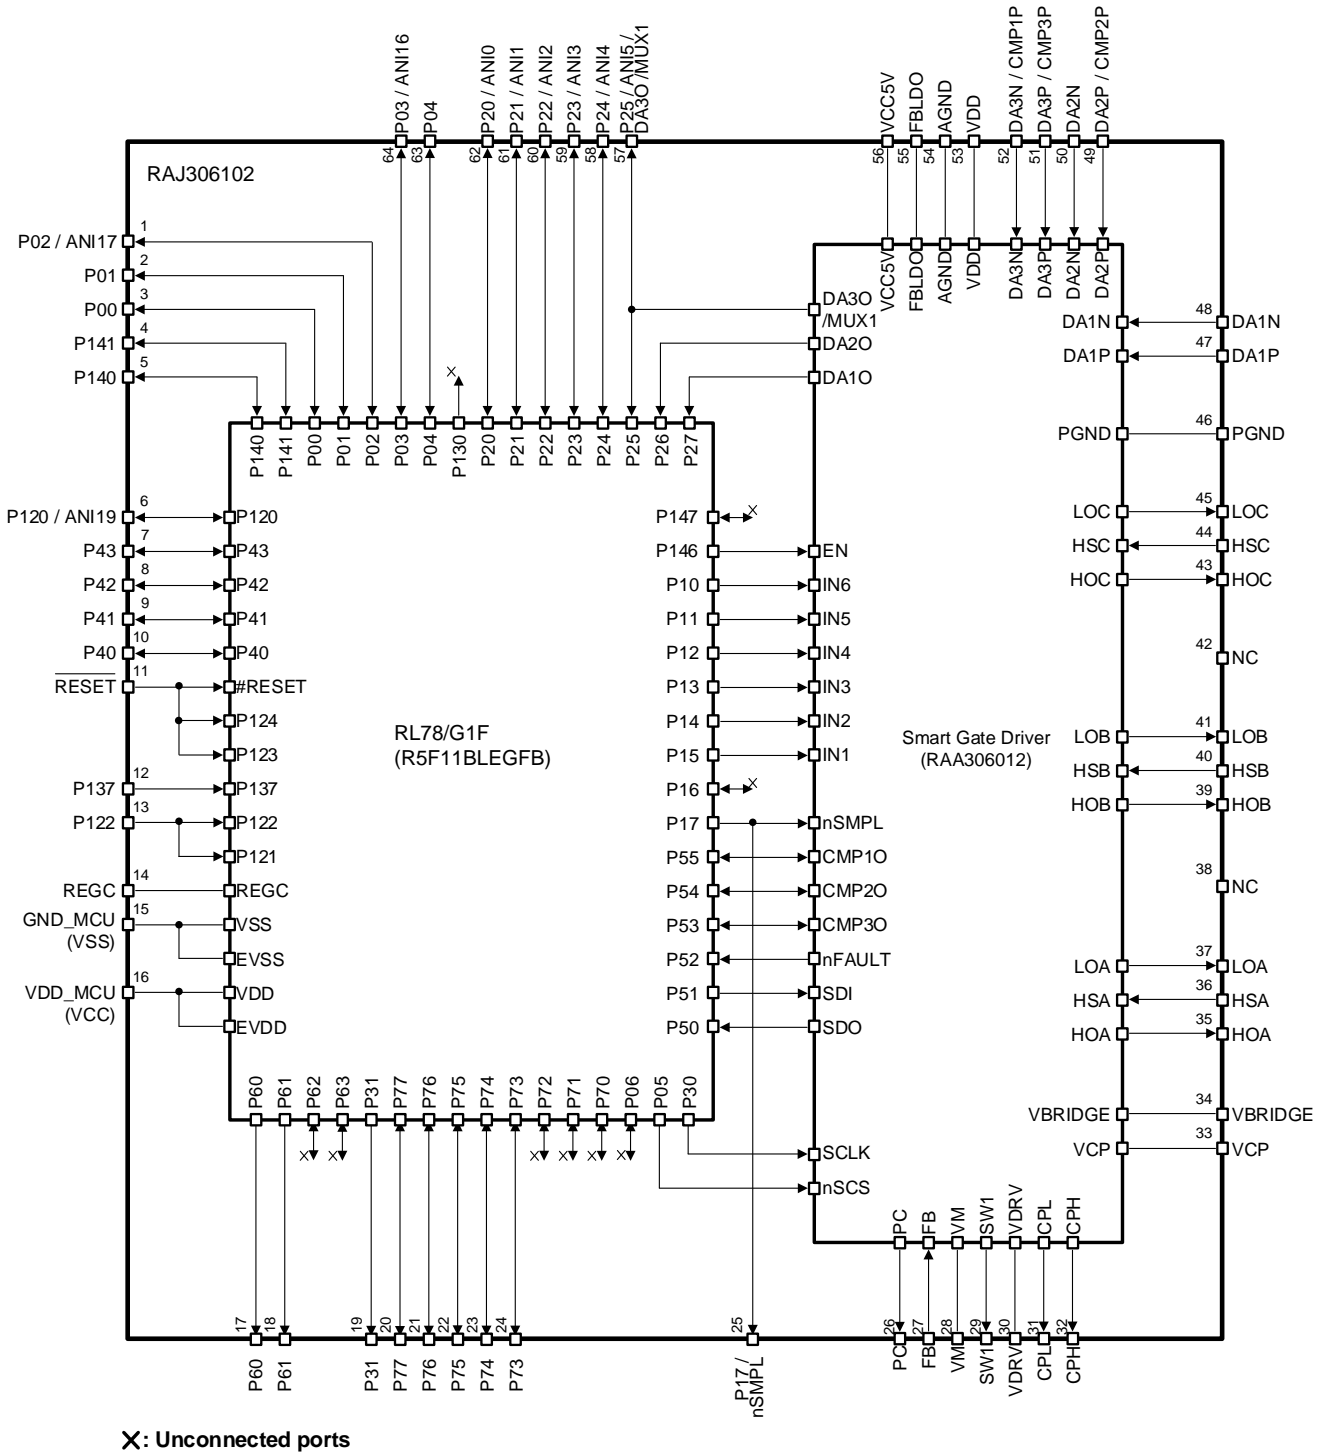 P03 / ANI16
P04
P20 / ANI0
P21 / ANI1
P22 / ANI2
P23 / ANI3
P24 / ANI4
P25 / ANI5 /
DA3O /MUX1
VCC5V
FBLDO
AGND
VDD
DA3N / CMP1P
DA3P / CMP3P
DA2N
DA2P / CMP2P
64
63
62
61
60
59
58
57
56
55
54
53
52
51
50
49
RAJ306102
1
P02 / ANI17
2
P01
3
P00
4
P141
5
P140
6
P120 / ANI19
7
P43
8
P42
9
P41
10
P40
11
RESET
12
P137
13
P122
14
REGC
15
GND_MCU
(VSS)
16
VDD_MCU
(VCC)
X
P140
P141
P00
P01
P02
P03
P04
P130
P20
P21
P22
P23
P24
P25
P26
P27
P120
P43
P42
P41
P40
#RESET
P124
P123
P137
P122
P121
REGC
VSS
EVSS
VDD
EVDD
RL78/G1F
(R5F11BLEGFB)
P147
X
P146
P10
P11
P12
P13
P14
P15
P16
X
P17
P55
P54
P53
P52
P51
P50
P60
P61
P62
P63
P31
P77
P76
P75
P74
P73
P72
P71
P70
P06
P05
P30
X
X
X
X
X
X
VCC5V
FBLDO
AGND
VDD
DA3N
DA3P
DA2N
DA2P
DA3O
/MUX1
DA2O
DA1O
EN
IN6
IN5
IN4
IN3
IN2
IN1
nSMPL
CMP1O
CMP2O
CMP3O
nFAULT
SDI
SDO
SCLK
nSCS
Smart Gate Driver
(RAA306012)
DA1N
DA1P
PGND
LOC
HSC
HOC
LOB
HSB
HOB
LOA
HSA
HOA
VBRIDGE
VCP
PC
FB
VM
SW1
VDRV
CPL
CPH
48
DA1N
47
DA1P
46
PGND
45
LOC
44
HSC
43
HOC
42
NC
41
LOB
40
HSB
39
HOB
38
NC
37
LOA
36
HSA
35
HOA
34
VBRIDGE
33
VCP
17
18
19
20
21
22
23
24
25
26
27
28
29
30
31
32
P60
P61
P31
P77
P76
P75
P74
P73
P17 /
nSMPL
PC
FB
VM
SW1
VDRV
CPL
CPH
X: Unconnected ports